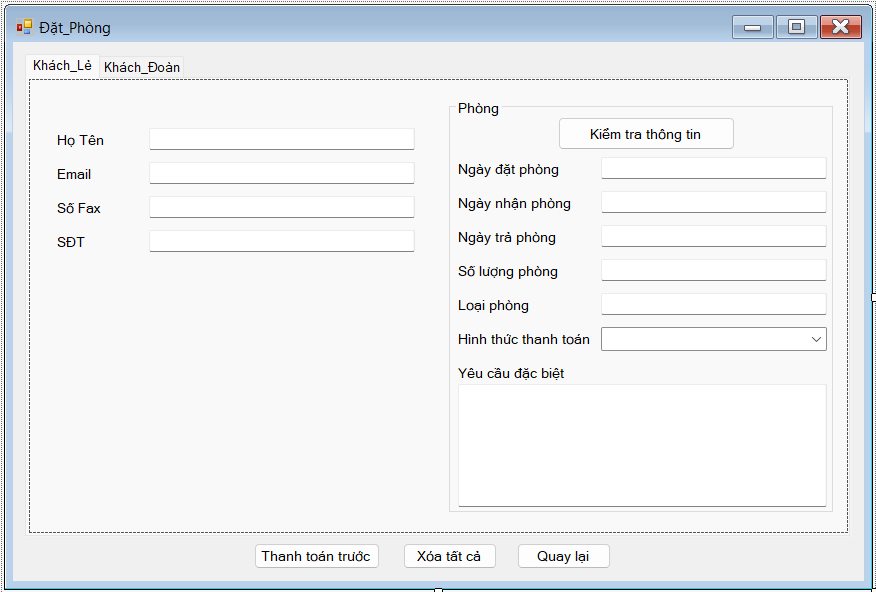 Đặt_Phòng
Khách_Lẻ Khách_Đoàn
Họ Tên
Email
Số Fax
SĐT
Phòng
Kiểm tra thông tin
Ngày đặt phòng
Ngày nhận phòng
Ngày trả phòng
Số lượng phòng
Loại phòng
Hình thức thanh toán
Yêu cầu đặc biệt
Thanh toán trước Xóa tất cả Quay lại